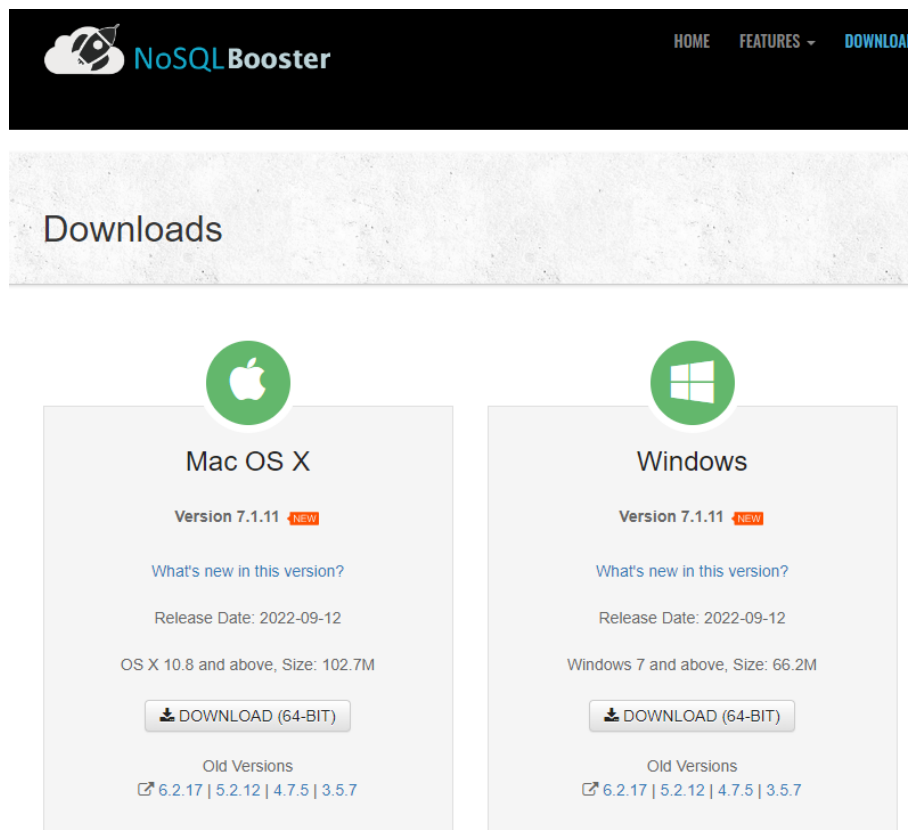 NoSQLBooster
HOME FEATURES DOWNLOAD
Downloads
Mac OS X
Version 7.1.11 NEW
What's new in this version?
Release Date: 2022-09-12
OS X 10.8 and above, Size: 102.7M
DOWNLOAD (64-BIT)
Old Versions
6.2.17 | 5.2.12 | 4.7.5 | 3.5.7
Windows
Version 7.1.11 NEW
What's new in this version?
Release Date: 2022-09-12
Windows 7 and above, Size: 66.2M
DOWNLOAD (64-BIT)
Old Versions
6.2.17 | 5.2.12 | 4.7.5 | 3.5.7